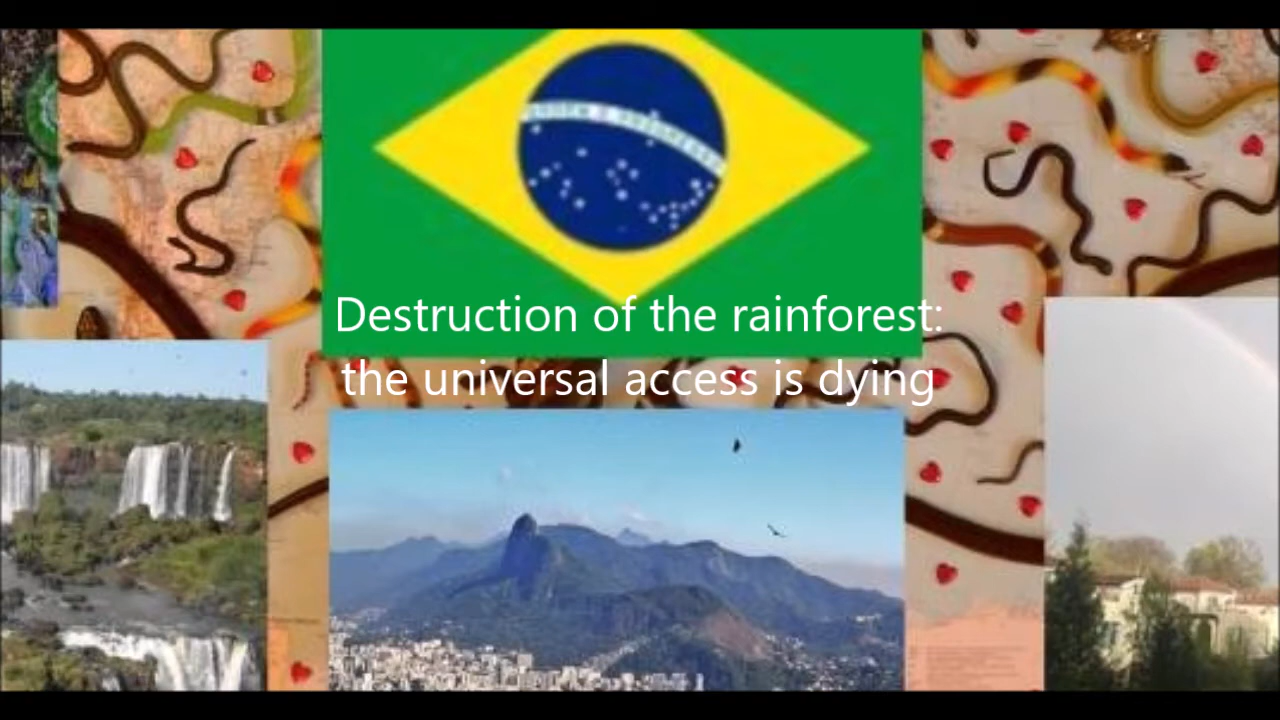 Destruction of the rainforest:
the universal access is dying